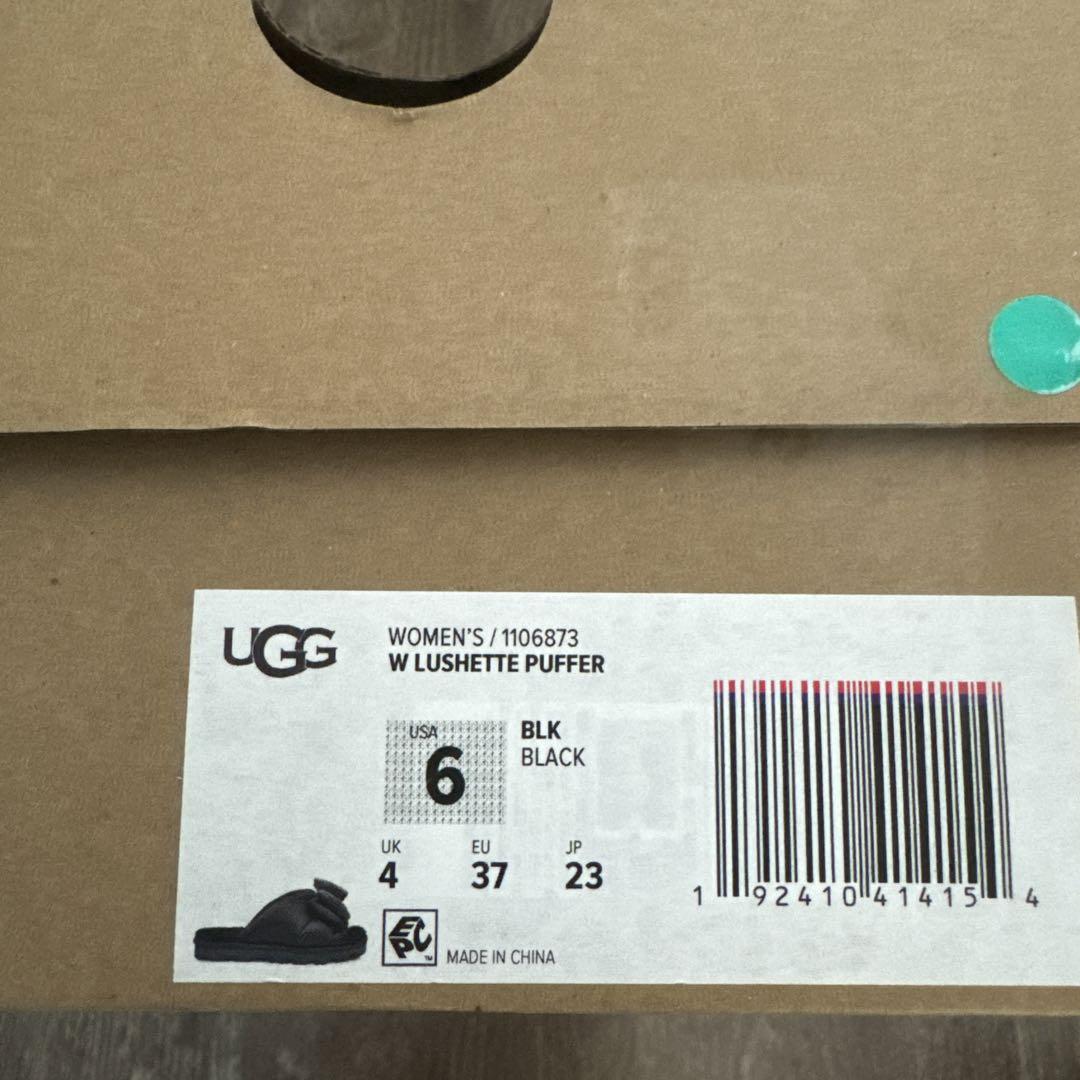 UGG
WOMEN'S / 1106873
W LUSHETTE PUFFER
USA
6
BLK
BLACK
UK
4
EU
37
JP
23
EPC
TM
MADE IN CHINA
1 92410 41415 4